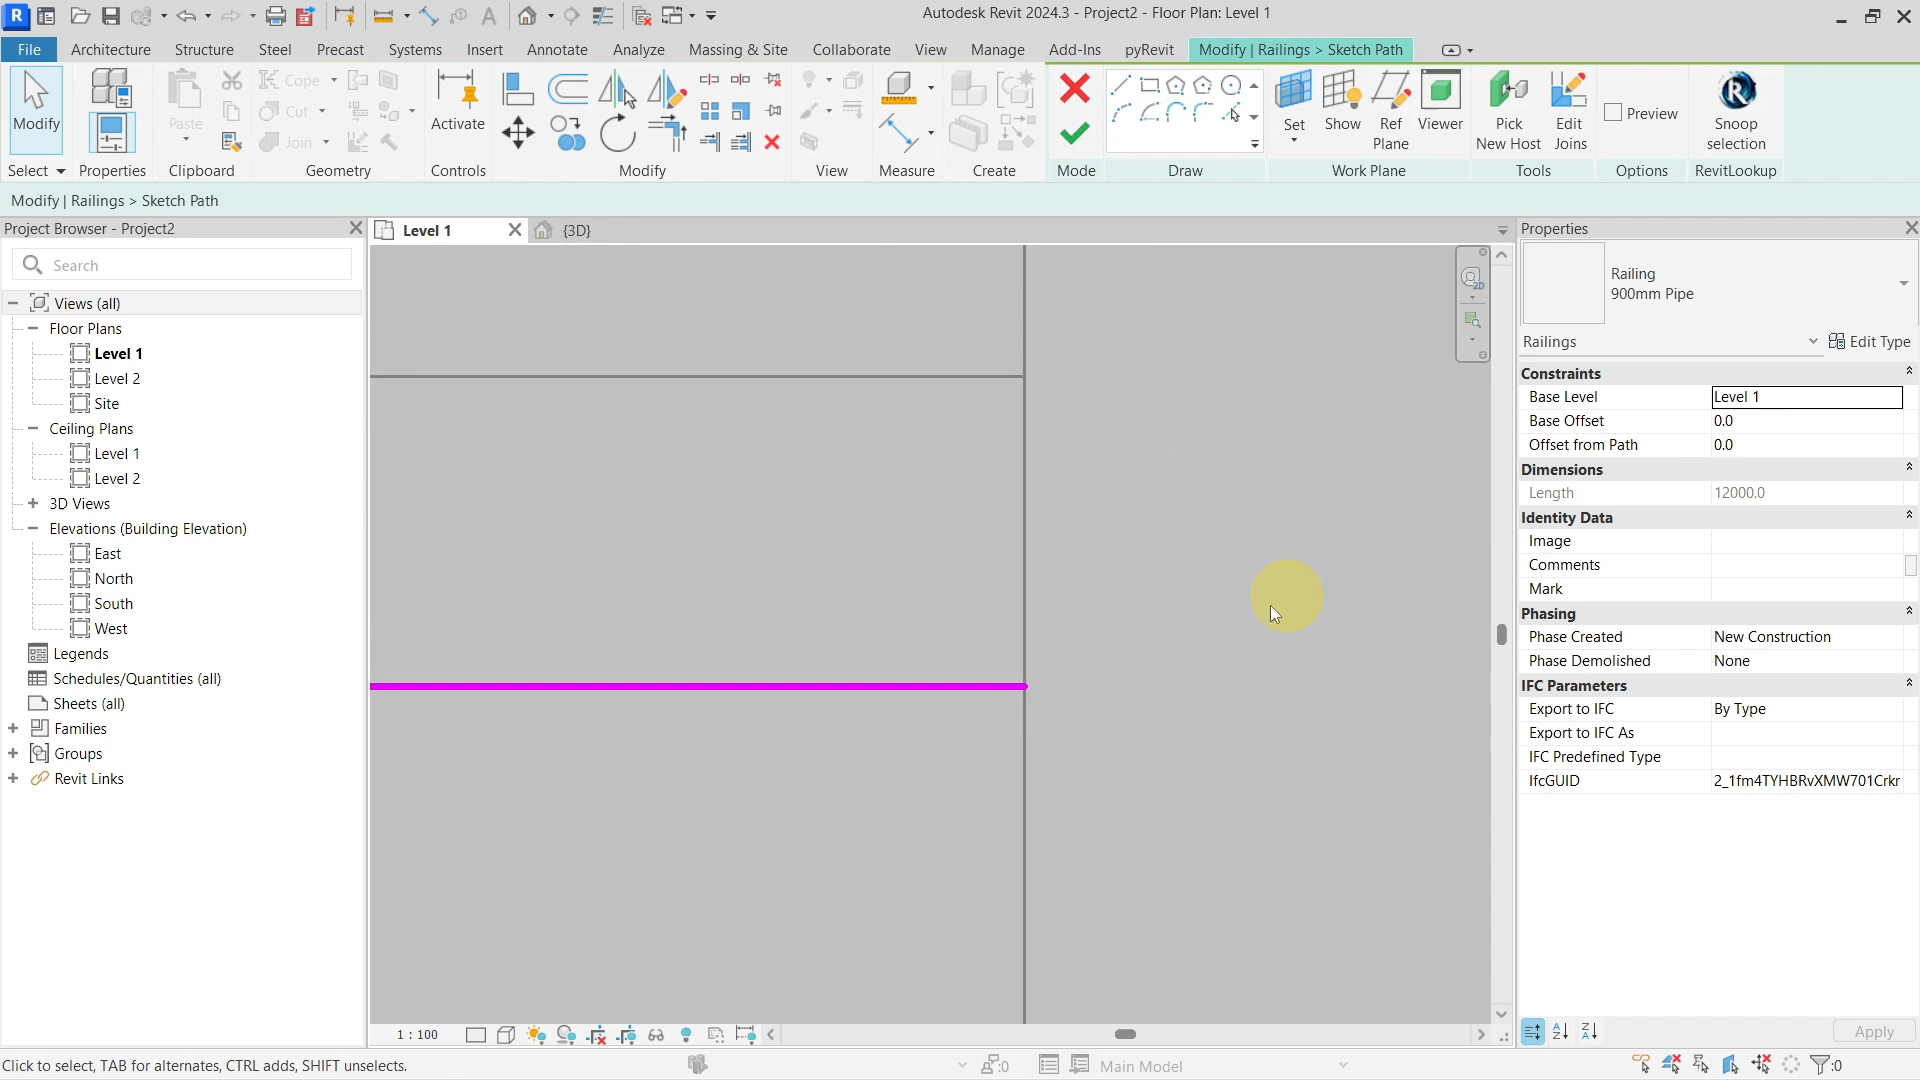 Autodesk Revit 2024.3 - Project2 - Floor Plan: Level 1
File Architecture Structure Steel Precast Systems Insert Annotate Analyze Massing & Site Collaborate View Manage Add-Ins pyRevit Modify | Railings > Sketch Path
Modify
Paste
Cope
Cut
Join
Activate
Set
Show
Ref
Plane
Viewer
Pick
New Host
Edit
Joins
Preview
Snoop
selection
Select Properties Clipboard Geometry Controls Modify View Measure Create Mode Draw Work Plane Tools Options RevitLookup
Modify | Railings > Sketch Path
Project Browser - Project2
Search
Views (all)
Floor Plans
Level 1
Level 2
Site
Ceiling Plans
Level 1
Level 2
3D Views
Elevations (Building Elevation)
East
North
South
West
Legends
Schedules/Quantities (all)
Sheets (all)
Families
Groups
Revit Links
Level 1
{3D}
2D
1 : 100
Properties
Railing
900mm Pipe
Railings
Edit Type
Constraints
Base Level Level 1
Base Offset 0.0
Offset from Path 0.0
Dimensions
Length 12000.0
Identity Data
Image
Comments
Mark
Phasing
Phase Created New Construction
Phase Demolished None
IFC Parameters
Export to IFC By Type
Export to IFC As
IFC Predefined Type
IfcGUID 2_1fm4TYHBRvXMW701Crkr
Apply
Click to select, TAB for alternates, CTRL adds, SHIFT unselects.
:0
Main Model
:0